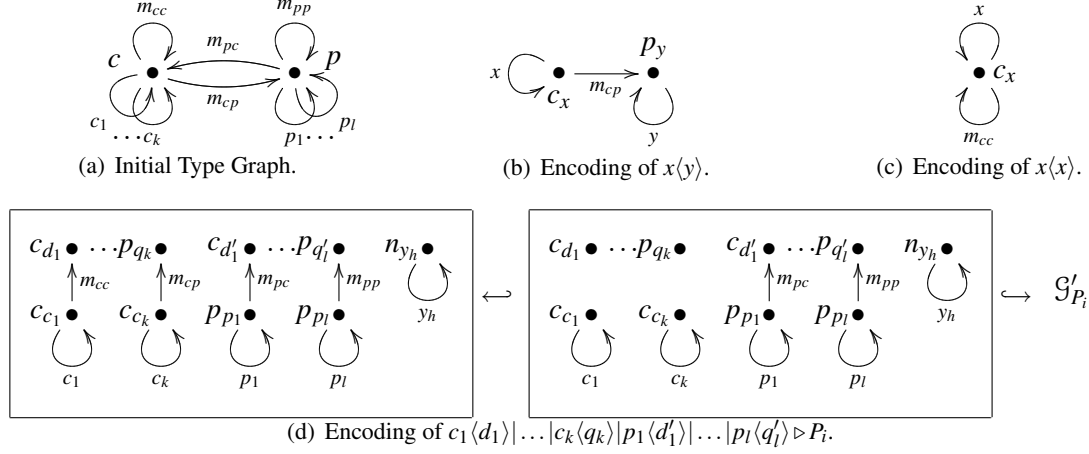 m_cc m_pp
c m_pc p x p_y x
m_cp c_x m_cp c_x
c_1 ...c_k p_1 ... p_l y m_cc
(a) Initial Type Graph. (b) Encoding of x⟨y⟩. (c) Encoding of x⟨x⟩.
c_{d_1} ...p_{q_k} c_{d'_1} ...p_{q'_l} n_{y_h} c_{d_1} ...p_{q_k} c_{d'_1} ...p_{q'_l} n_{y_h}
m_cc m_cp m_pc m_pp y_h ↩ m_pc m_pp y_h ↪ 𝒢'_{P_i}
c_{c_1} c_{c_k} p_{p_1} p_{p_l} c_{c_1} c_{c_k} p_{p_1} p_{p_l}
c_1 c_k p_1 p_l c_1 c_k p_1 p_l
(d) Encoding of c_1⟨d_1⟩|...|c_k⟨q_k⟩|p_1⟨d'_1⟩|...|p_l⟨q'_l⟩ ▷ P_i.